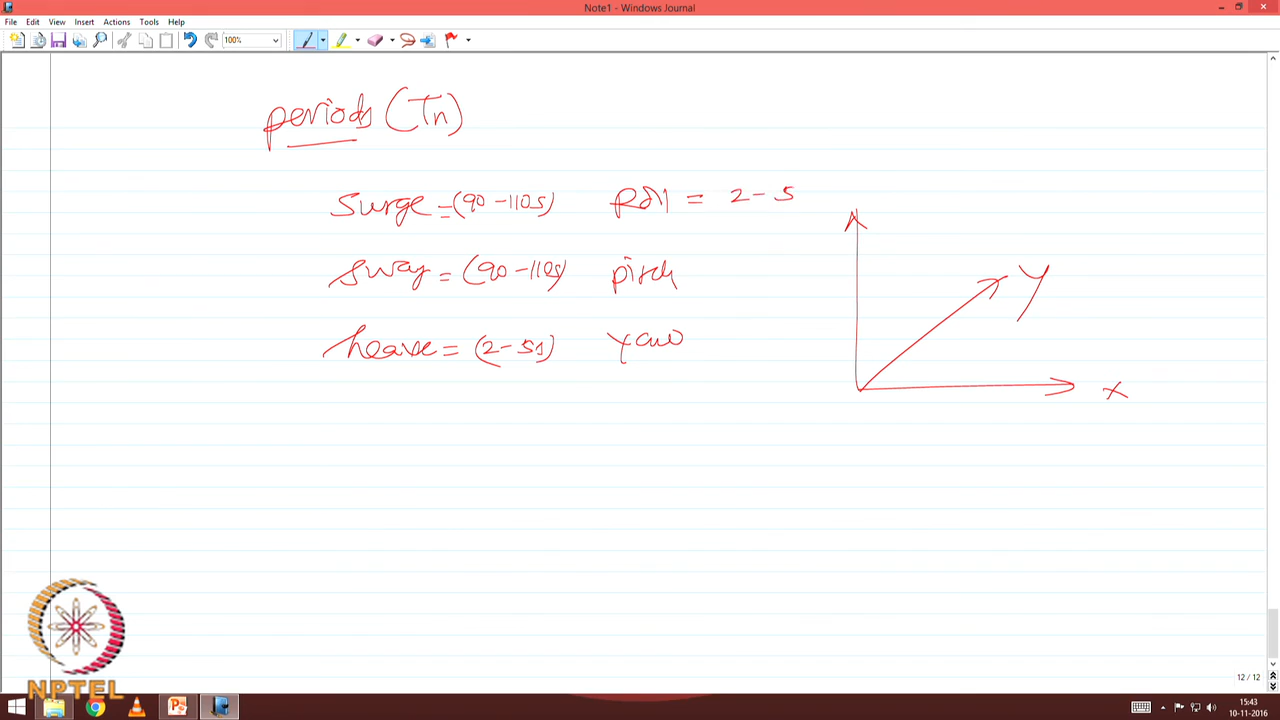 Note1 - Windows Journal
File Edit View Insert Actions Tools Help
100%
periods (Tn)
Surge = (90 - 110s) Roll = 2 - 5
Sway = (90 - 110s) pitch
heave = (2 - 5s) Yaw
Y
X
NPTEL
12 / 12
15:43
10-11-2016